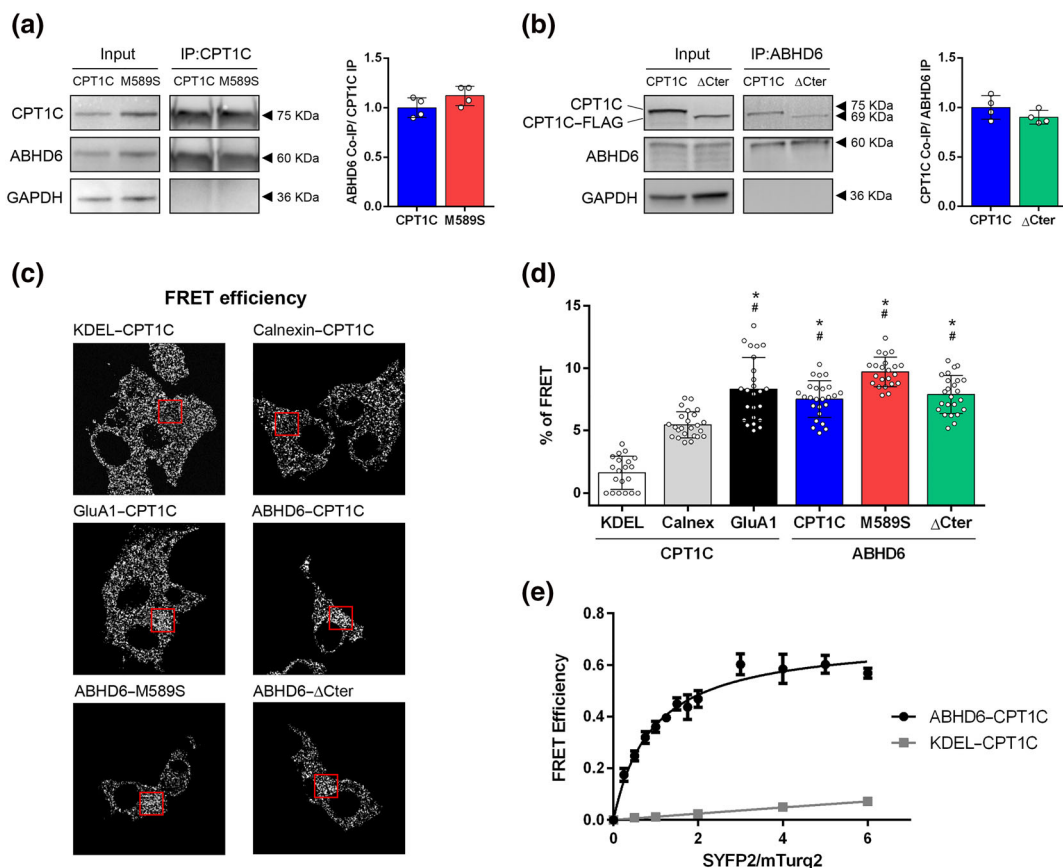 (a)
Input
IP:CPT1C
CPT1C M589S
CPT1C M589S
CPT1C
◄ 75 KDa
ABHD6
◄ 60 KDa
GAPDH
◄ 36 KDa
ABHD6 Co-IP/ CPT1C IP
1.5
1.0
0.5
0.0
CPT1C M589S
(b)
Input
IP:ABHD6
CPT1C ΔCter
CPT1C ΔCter
CPT1C
CPT1C–FLAG
◄ 75 KDa
◄ 69 KDa
ABHD6
◄ 60 KDa
GAPDH
◄ 36 KDa
CPT1C Co-IP/ ABHD6 IP
1.5
1.0
0.5
0.0
CPT1C ΔCter
(c)
FRET efficiency
KDEL–CPT1C
Calnexin–CPT1C
GluA1–CPT1C
ABHD6–CPT1C
ABHD6–M589S
ABHD6–ΔCter
(d)
% of FRET
15
10
5
0
* # * # * # * #
KDEL Calnex GluA1 CPT1C M589S ΔCter
CPT1C ABHD6
(e)
FRET Efficiency
0.8
0.6
0.4
0.2
0.0
0 2 4 6
SYFP2/mTurq2
ABHD6–CPT1C
KDEL–CPT1C